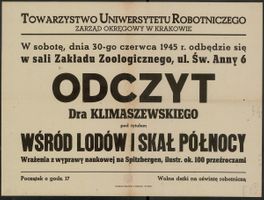 TOWARZYSTWO UNIWERSYTETU ROBOTNICZEGO
ZARZĄD OKRĘGOWY W KRAKOWIE
W sobotę, dnia 30-go czerwca 1945 r. odbędzie się
w sali Zakładu Zoologicznego, ul. Św. Anny 6
ODCZYT
Dra KLIMASZEWSKIEGO
pod tytułem:
WŚRÓD LODÓW I SKAŁ PÓŁNOCY
Wrażenia z wyprawy naukowej na Spitzbergen, ilustr. ok. 100 przeźroczami
Początek o godz. 17
Wolne datki na oświatę robotniczą